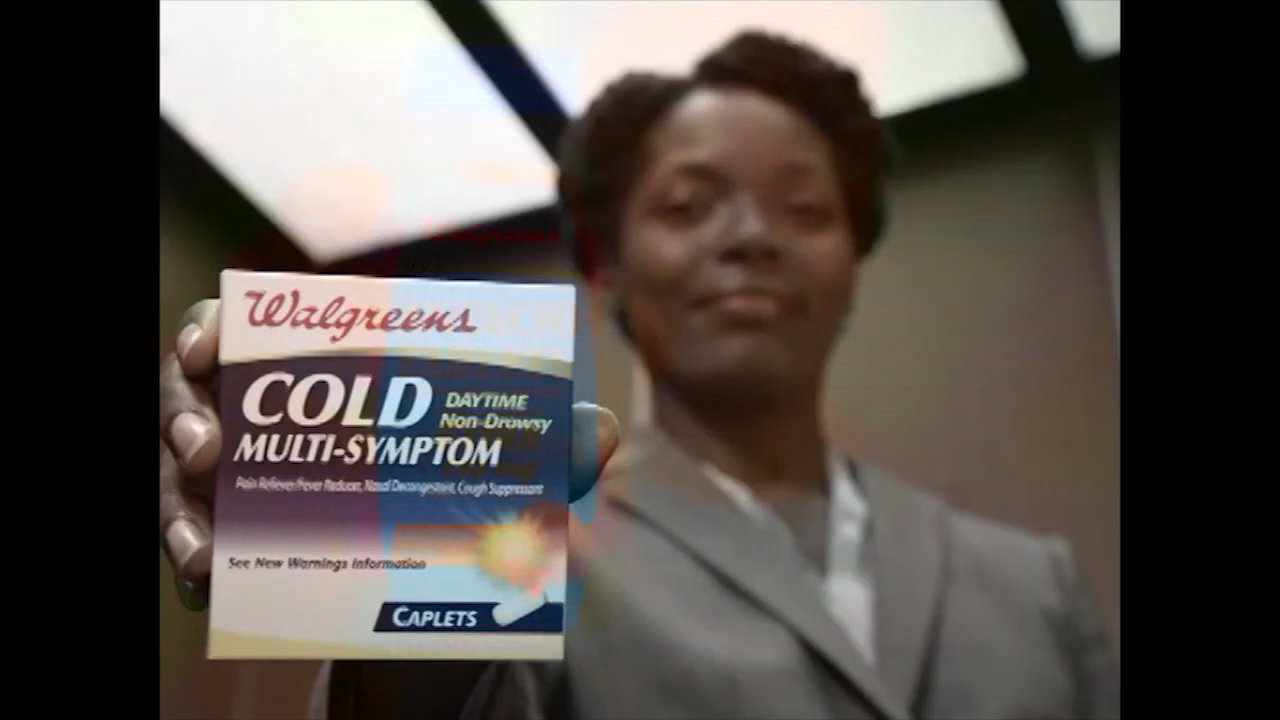 Walgreens
COLD DAYTIME
Non-Drowsy
MULTI-SYMPTOM
Pain Reliever/Fever Reducer, Nasal Decongestant, Cough Suppressant
See New Warnings Information
CAPLETS